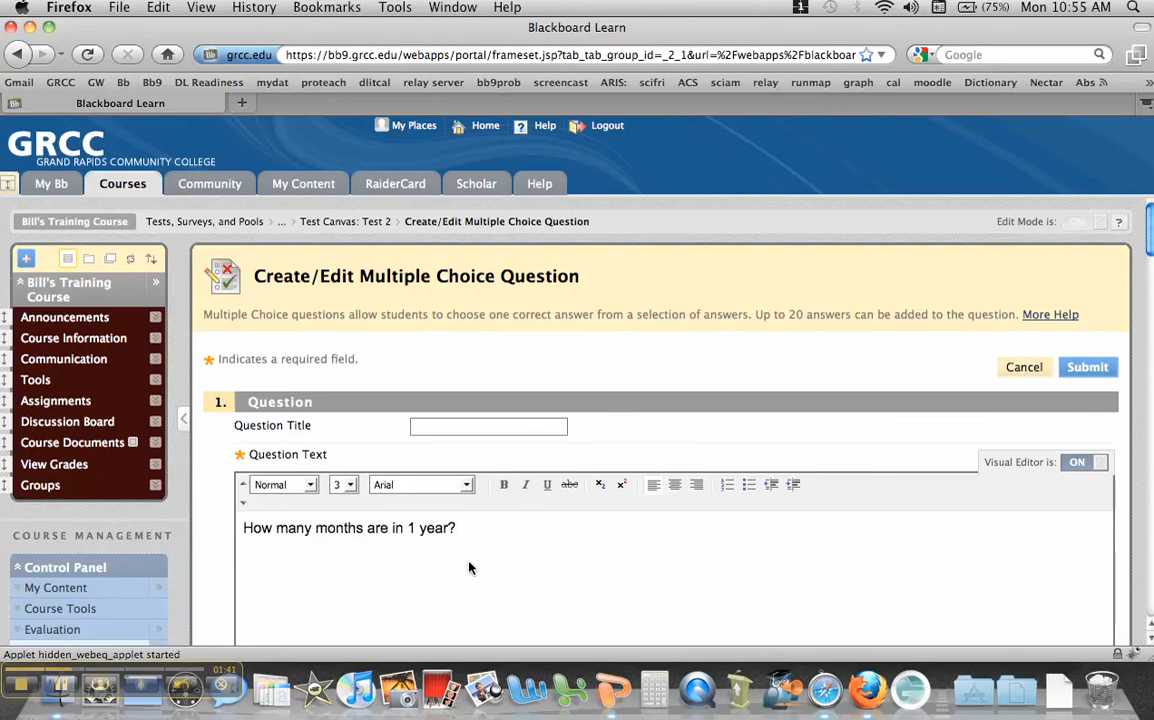 Firefox File Edit View History Bookmarks Tools Window Help 1 (75%) Mon 10:55 AM
Blackboard Learn
grcc.edu https://bb9.grcc.edu/webapps/portal/frameset.jsp?tab_tab_group_id=_2_1&url=%2Fwebapps%2Fblackboar Google
Gmail GRCC GW Bb Bb9 DL Readiness mydat proteach dlitcal relay server bb9prob screencast ARIS: scifri ACS sciam relay runmap graph cal moodle Dictionary Nectar Abs
Blackboard Learn
My Places Home Help Logout
GRCC
GRAND RAPIDS COMMUNITY COLLEGE
My Bb Courses Community My Content RaiderCard Scholar Help
Bill's Training Course Tests, Surveys, and Pools > ... > Test Canvas: Test 2 > Create/Edit Multiple Choice Question Edit Mode is: ON ?
Bill's Training Course
Announcements
Course Information
Communication
Tools
Assignments
Discussion Board
Course Documents
View Grades
Groups
COURSE MANAGEMENT
Control Panel
My Content
Course Tools
Evaluation
Create/Edit Multiple Choice Question
Multiple Choice questions allow students to choose one correct answer from a selection of answers. Up to 20 answers can be added to the question. More Help
* Indicates a required field.
Cancel Submit
1. Question
Question Title
* Question Text
Visual Editor is: ON
Normal 3 Arial B I U abc x₂ x²
How many months are in 1 year?
Applet hidden_webeq_applet started
01:41